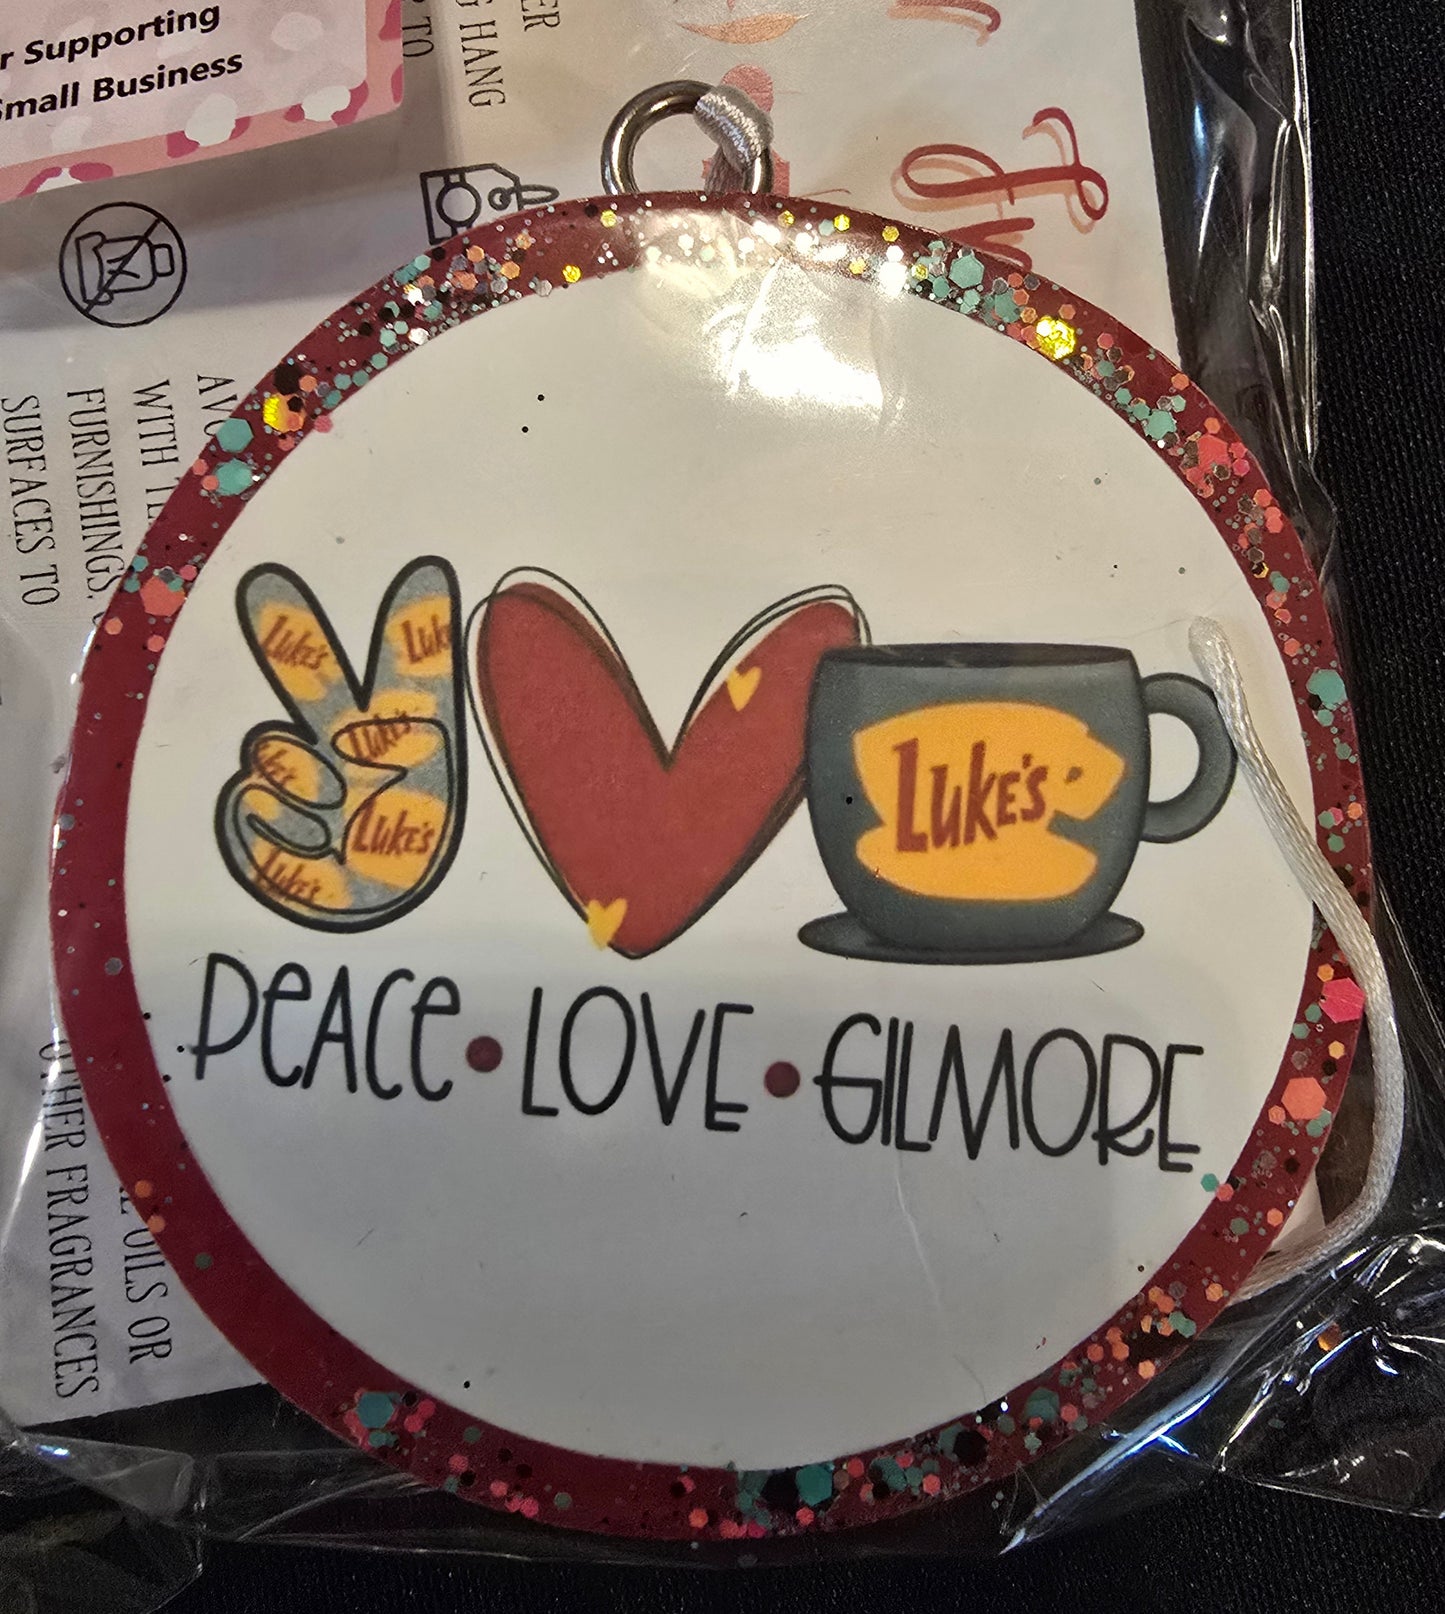 r Supporting
Small Business
ER
G HANG
TO
AVO
WITH TE
FURNISHINGS,
SURFACES TO
OILS OR
OTHER FRAGRANCES
Luke's
Luke
Luke's
Luke's
Luke's
Luke's
PEACE • LOVE • GILMORE